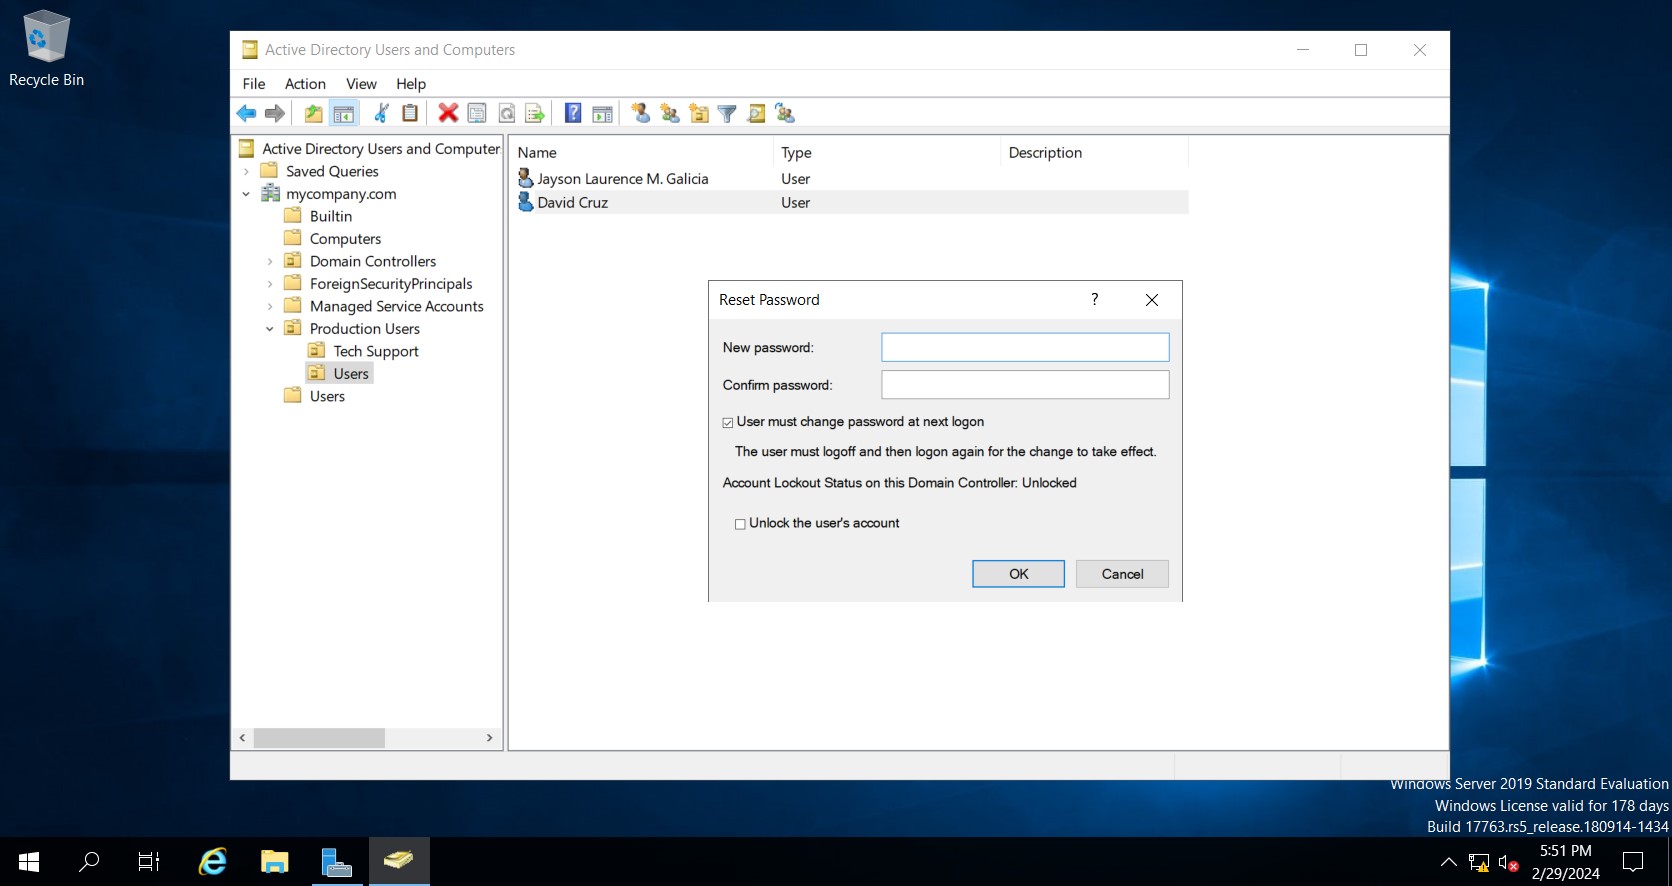 Recycle Bin
Active Directory Users and Computers
File Action View Help
Active Directory Users and Computer
Saved Queries
mycompany.com
Builtin
Computers
Domain Controllers
ForeignSecurityPrincipals
Managed Service Accounts
Production Users
Tech Support
Users
Users
Name Type Description
Jayson Laurence M. Galicia User
David Cruz User
Reset Password ?
New password:
Confirm password:
User must change password at next logon
The user must logoff and then logon again for the change to take effect.
Account Lockout Status on this Domain Controller: Unlocked
Unlock the user's account
OK Cancel
Windows Server 2019 Standard Evaluation
Windows License valid for 178 days
Build 17763.rs5_release.180914-1434
5:51 PM
2/29/2024